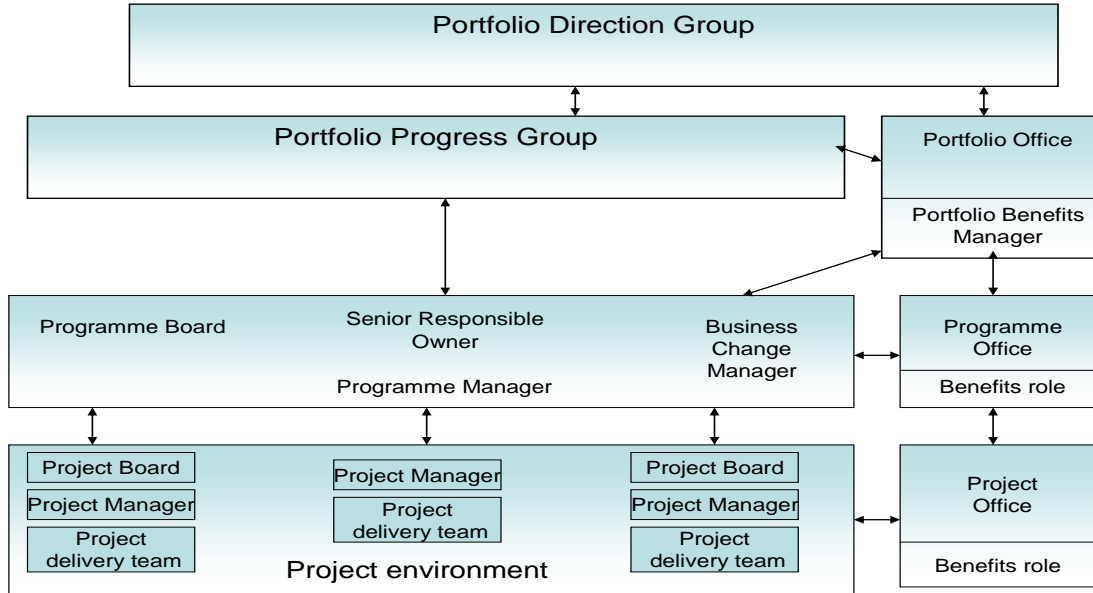 Portfolio Direction Group
Portfolio Progress Group
Portfolio Office
Portfolio Benefits
Manager
Programme Board
Senior Responsible
Owner
Programme Manager
Business
Change
Manager
Programme
Office
Benefits role
Project Board
Project Manager
Project
delivery team
Project Manager
Project
delivery team
Project Board
Project Manager
Project
delivery team
Project environment
Project
Office
Benefits role